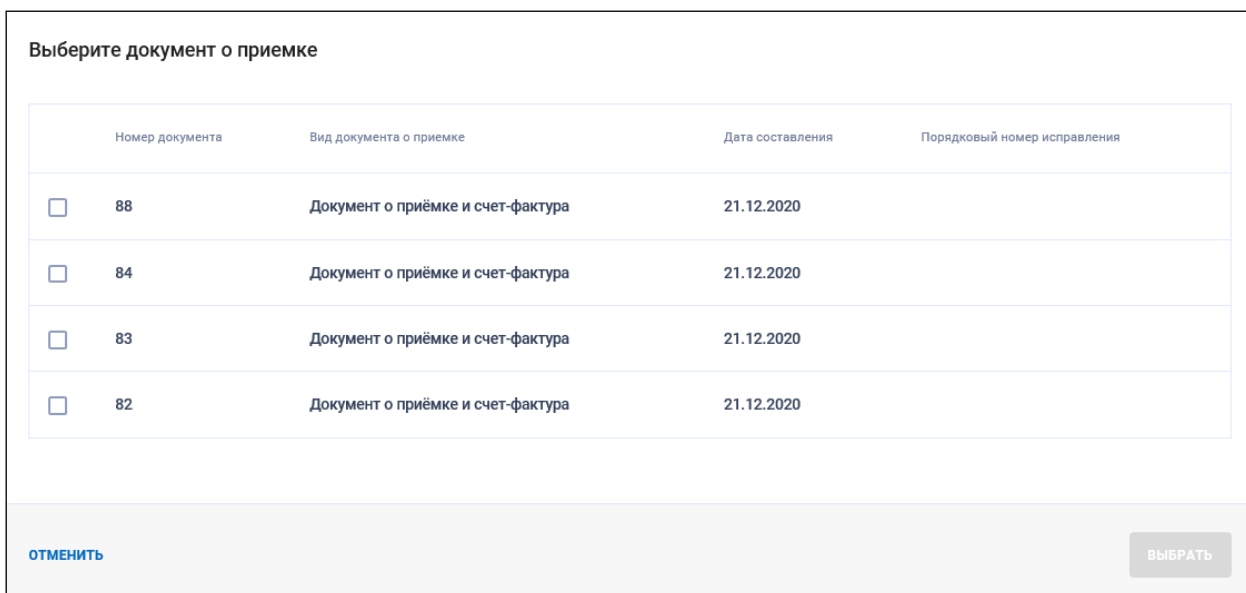 Выберите документ о приемке
Номер документа Вид документа о приемке Дата составления Порядковый номер исправления
88 Документ о приёмке и счет-фактура 21.12.2020
84 Документ о приёмке и счет-фактура 21.12.2020
83 Документ о приёмке и счет-фактура 21.12.2020
82 Документ о приёмке и счет-фактура 21.12.2020
ОТМЕНИТЬ ВЫБРАТЬ